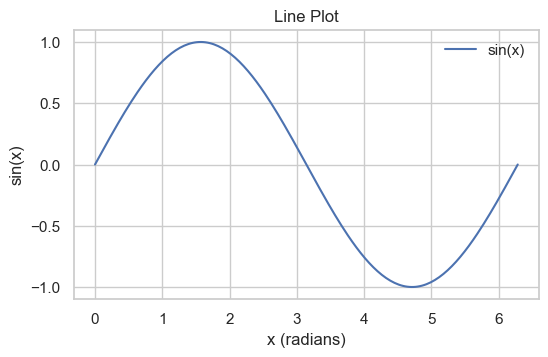 Line Plot
sin(x)
1.0
0.5
0.0
−0.5
−1.0
sin(x)
0 1 2 3 4 5 6
x (radians)